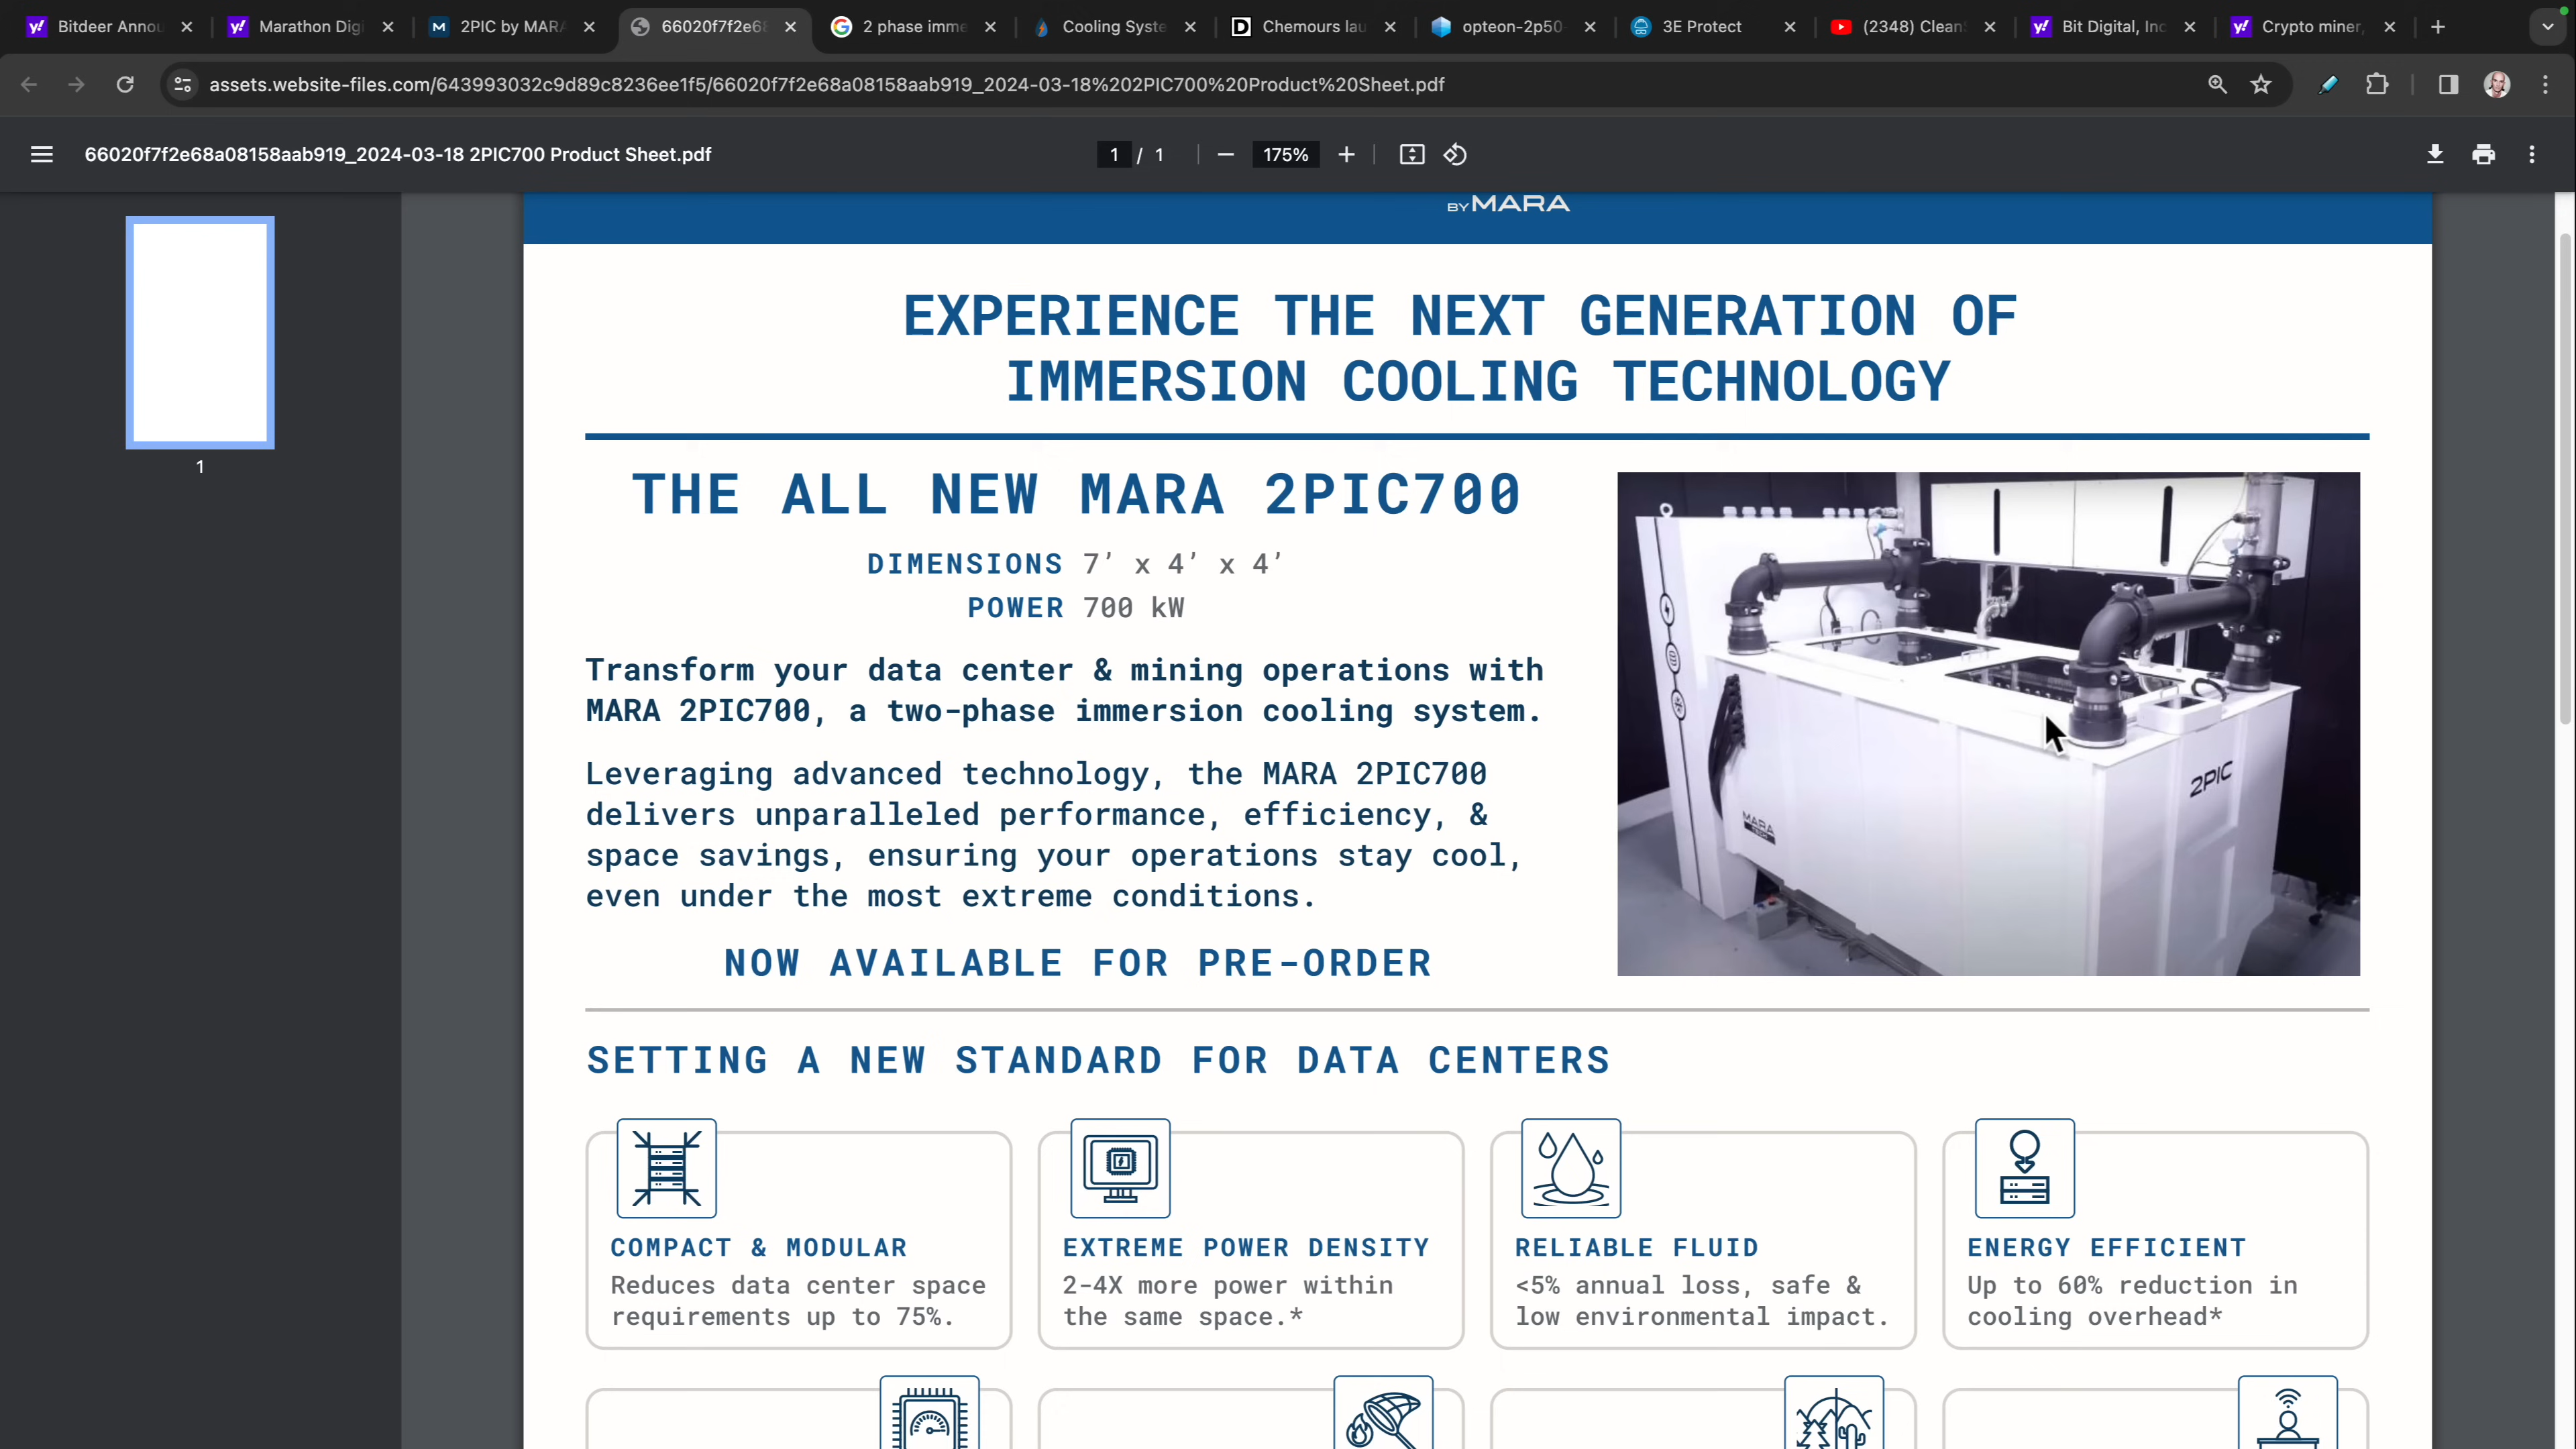 Bitdeer Annou
Marathon Digi
2PIC by MARA
66020f7f2e68
2 phase imme
Cooling Syste
Chemours lau
opteon-2p50-
3E Protect
(2348) Clean
Bit Digital, Inc
Crypto miner,
assets.website-files.com/643993032c9d89c8236ee1f5/66020f7f2e68a08158aab919_2024-03-18%202PIC700%20Product%20Sheet.pdf
66020f7f2e68a08158aab919_2024-03-18 2PIC700 Product Sheet.pdf
1 / 1
175%
1
BY MARA
EXPERIENCE THE NEXT GENERATION OF
IMMERSION COOLING TECHNOLOGY
THE ALL NEW MARA 2PIC700
DIMENSIONS 7’ x 4’ x 4’
POWER 700 kW
Transform your data center & mining operations with
MARA 2PIC700, a two-phase immersion cooling system.
Leveraging advanced technology, the MARA 2PIC700
delivers unparalleled performance, efficiency, &
space savings, ensuring your operations stay cool,
even under the most extreme conditions.
NOW AVAILABLE FOR PRE-ORDER
MARA
TECH
2PIC
SETTING A NEW STANDARD FOR DATA CENTERS
COMPACT & MODULAR
Reduces data center space
requirements up to 75%.
EXTREME POWER DENSITY
2-4X more power within
the same space.*
RELIABLE FLUID
<5% annual loss, safe &
low environmental impact.
ENERGY EFFICIENT
Up to 60% reduction in
cooling overhead*